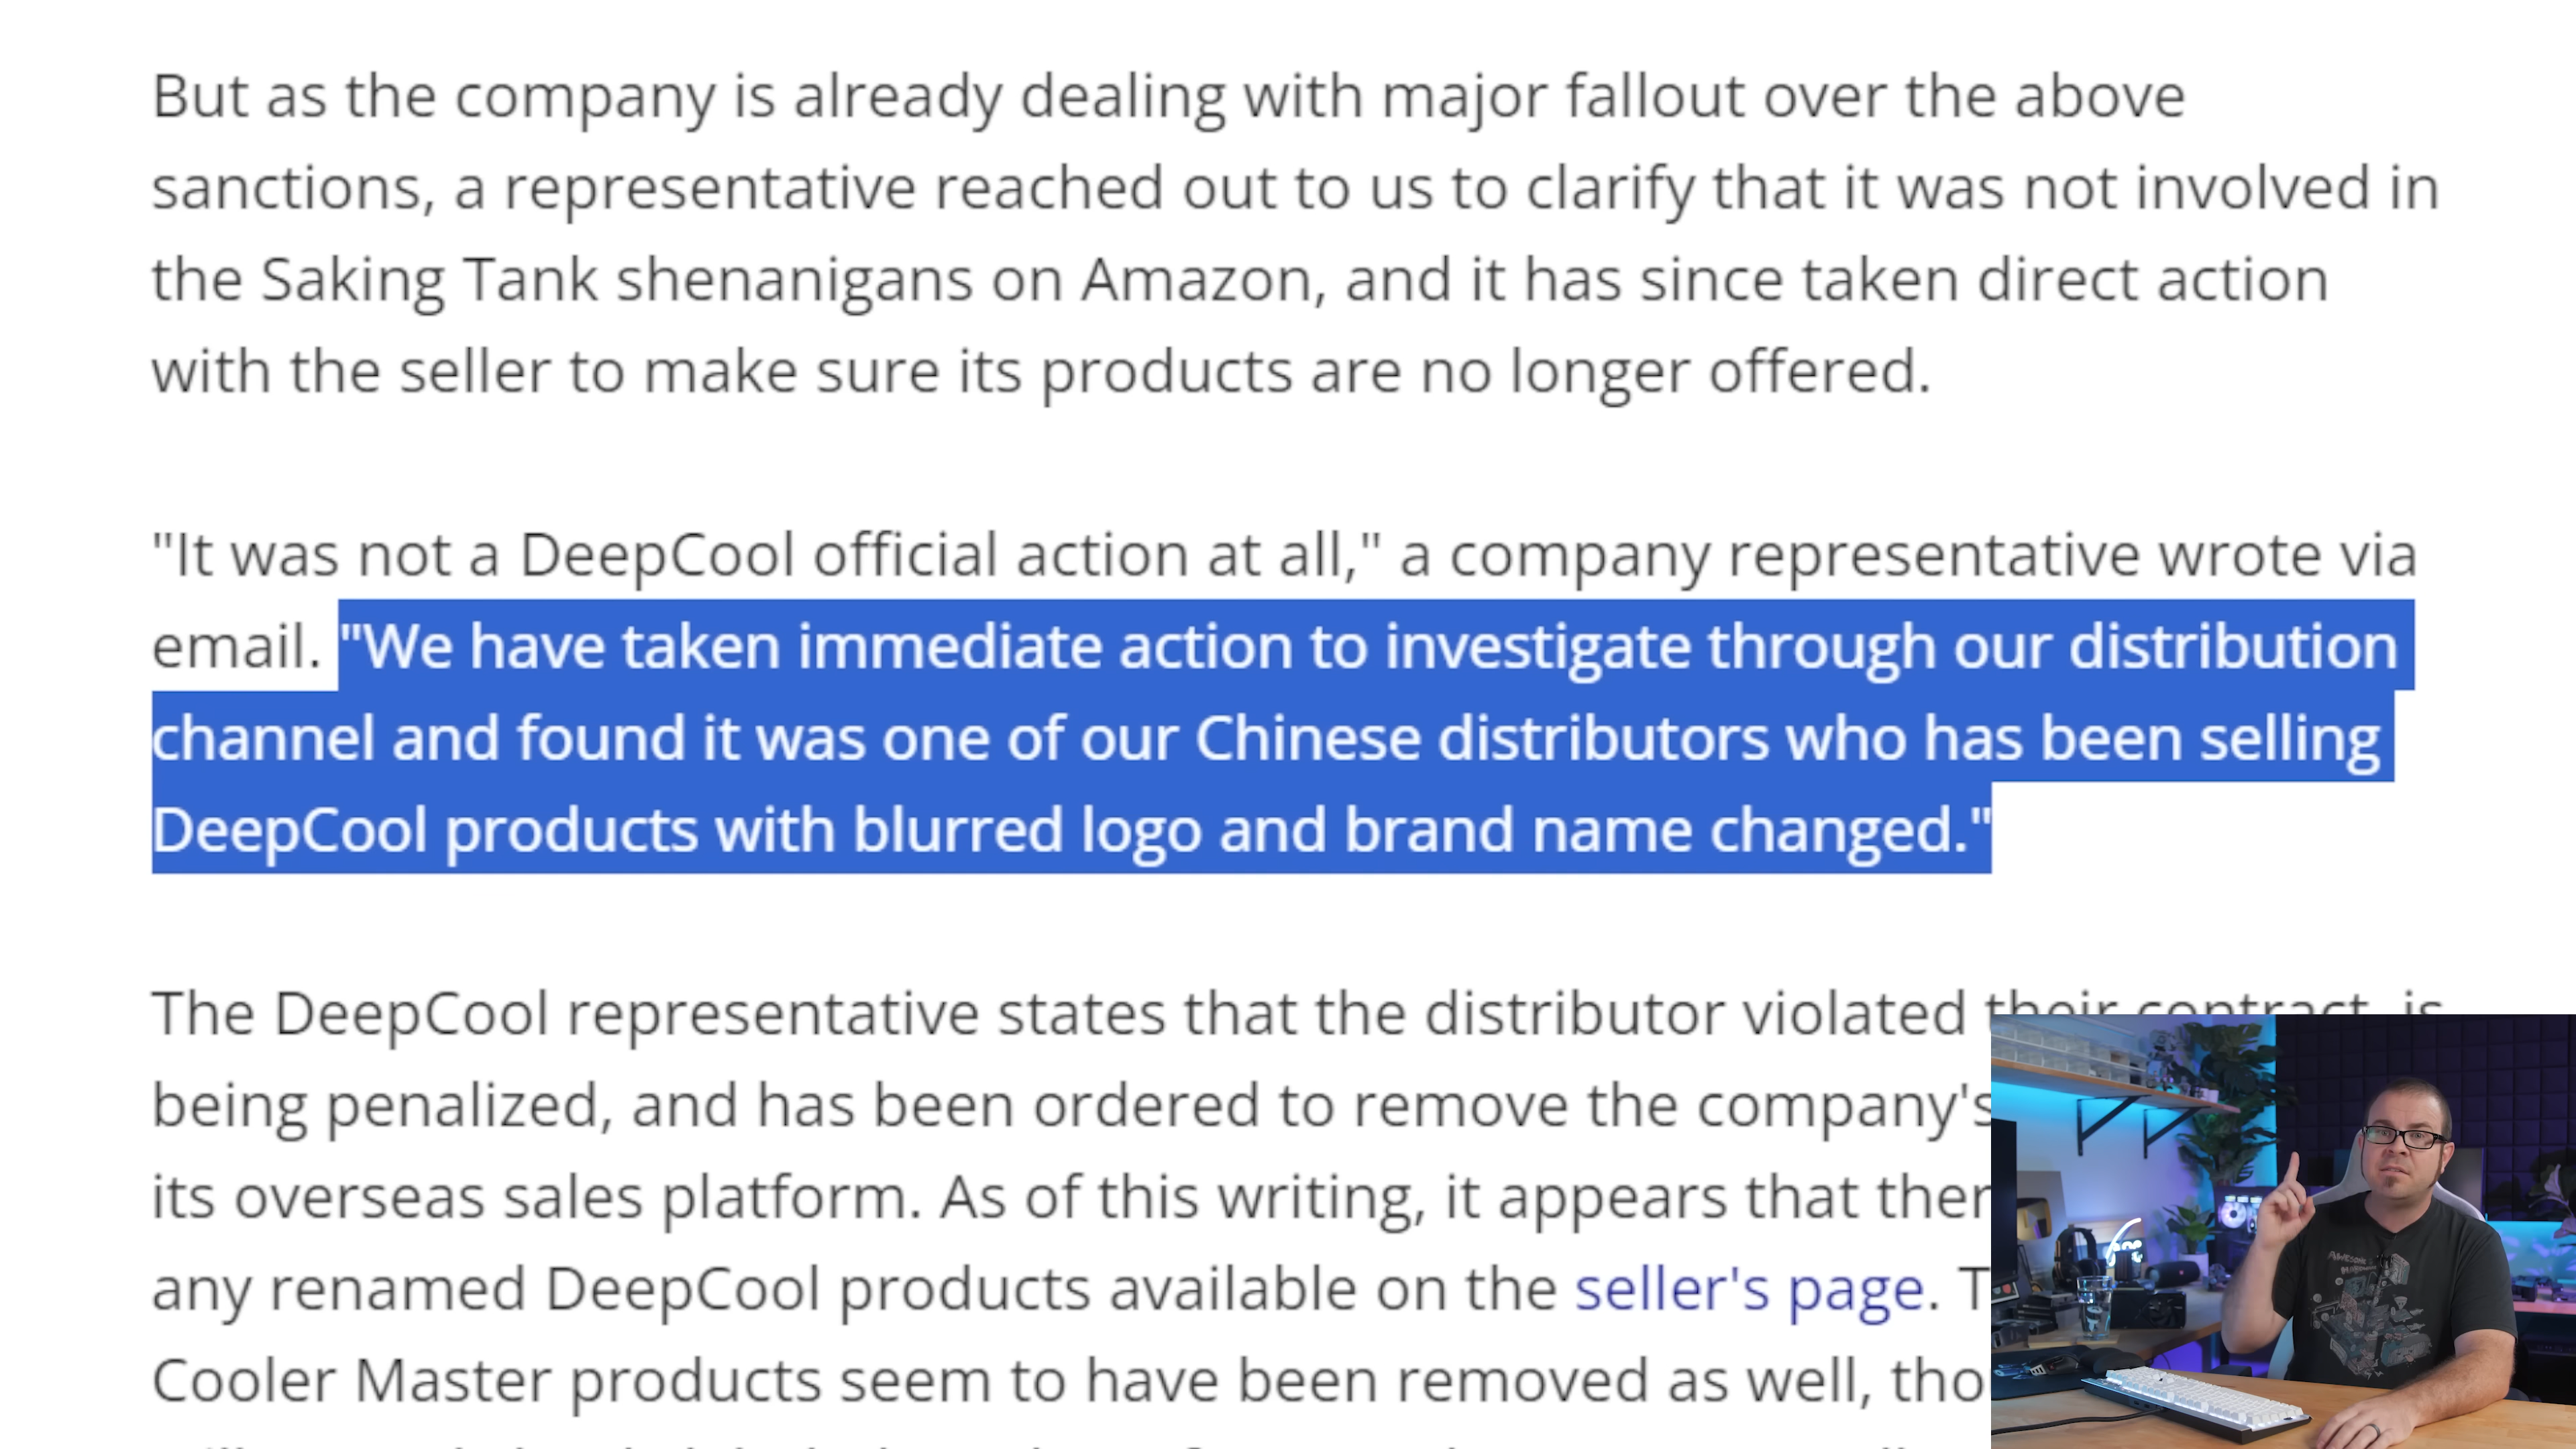 But as the company is already dealing with major fallout over the above
sanctions, a representative reached out to us to clarify that it was not involved in
the Saking Tank shenanigans on Amazon, and it has since taken direct action
with the seller to make sure its products are no longer offered.
"It was not a DeepCool official action at all," a company representative wrote via
email. "We have taken immediate action to investigate through our distribution
channel and found it was one of our Chinese distributors who has been selling
DeepCool products with blurred logo and brand name changed."
The DeepCool representative states that the distributor violated their contract, is
being penalized, and has been ordered to remove the company's
its overseas sales platform. As of this writing, it appears that
any renamed DeepCool products available on the seller's page.
Cooler Master products seem to have been removed as well,